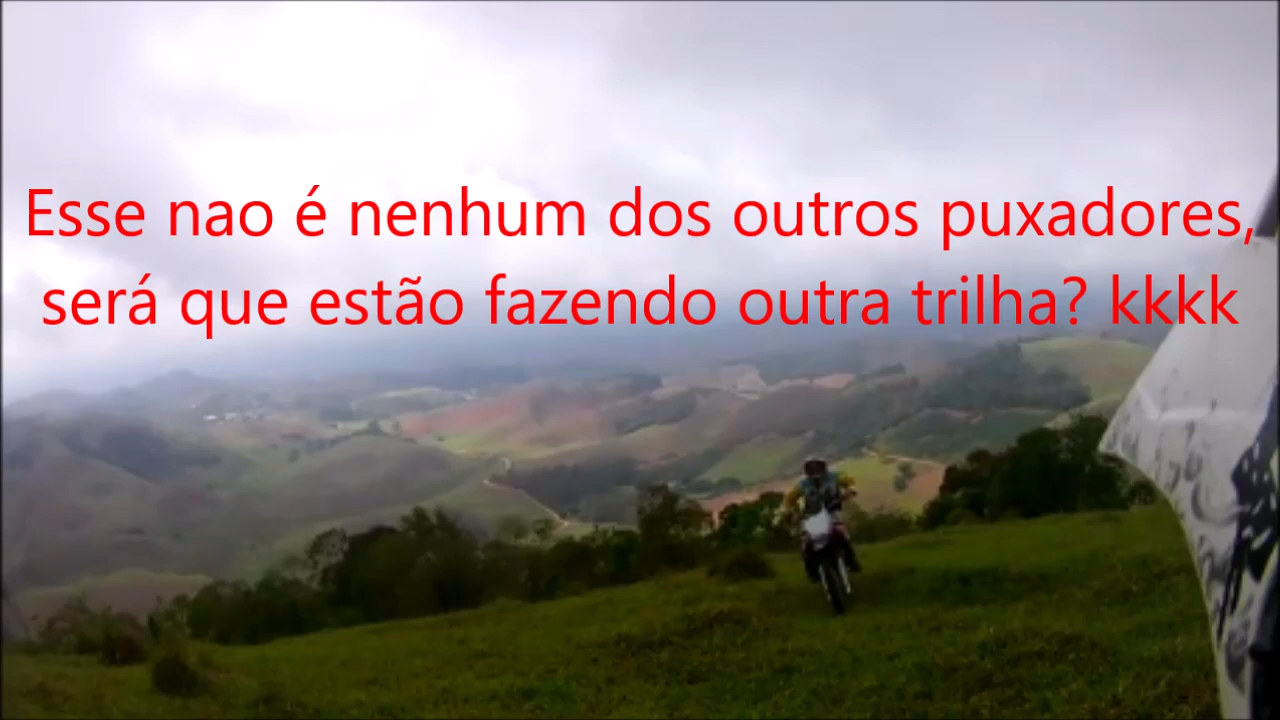 Esse nao é nenhum dos outros puxadores,
será que estão fazendo outra trilha? kkkk